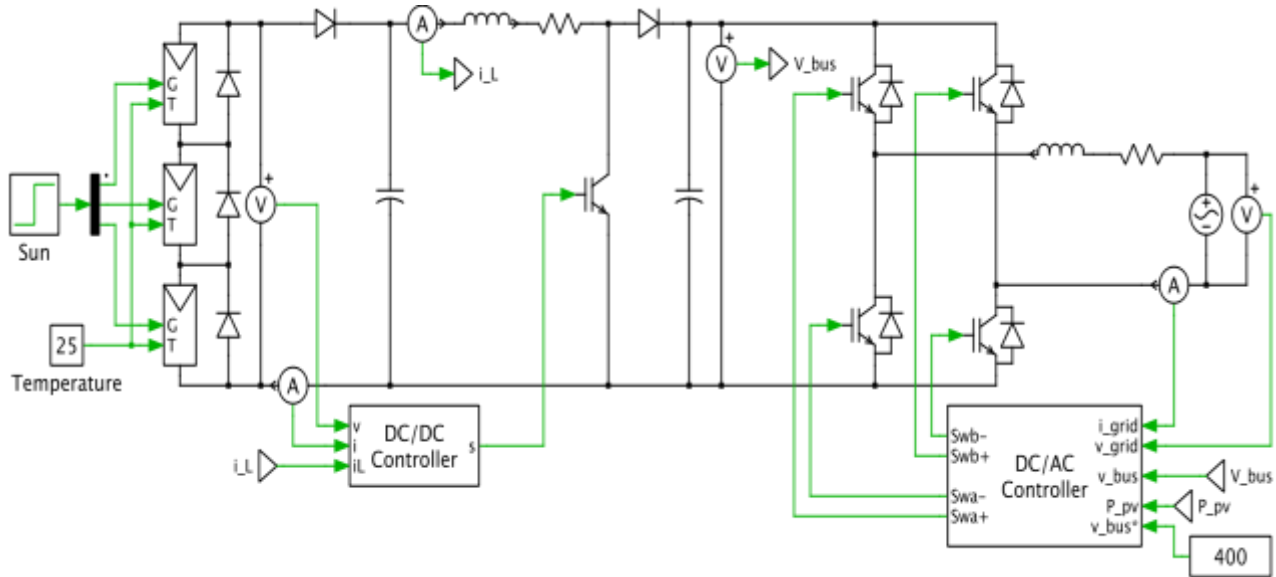 A
i_L
+
V
V_bus
G
T
G
T
G
T
Sun
25
Temperature
+
V
A
+
V
i_L
v
i
iL
DC/DC
Controller
s
A
Swb-
Swb+
Swa-
Swa+
DC/AC
Controller
i_grid
v_grid
v_bus
P_pv
v_bus*
V_bus
P_pv
400